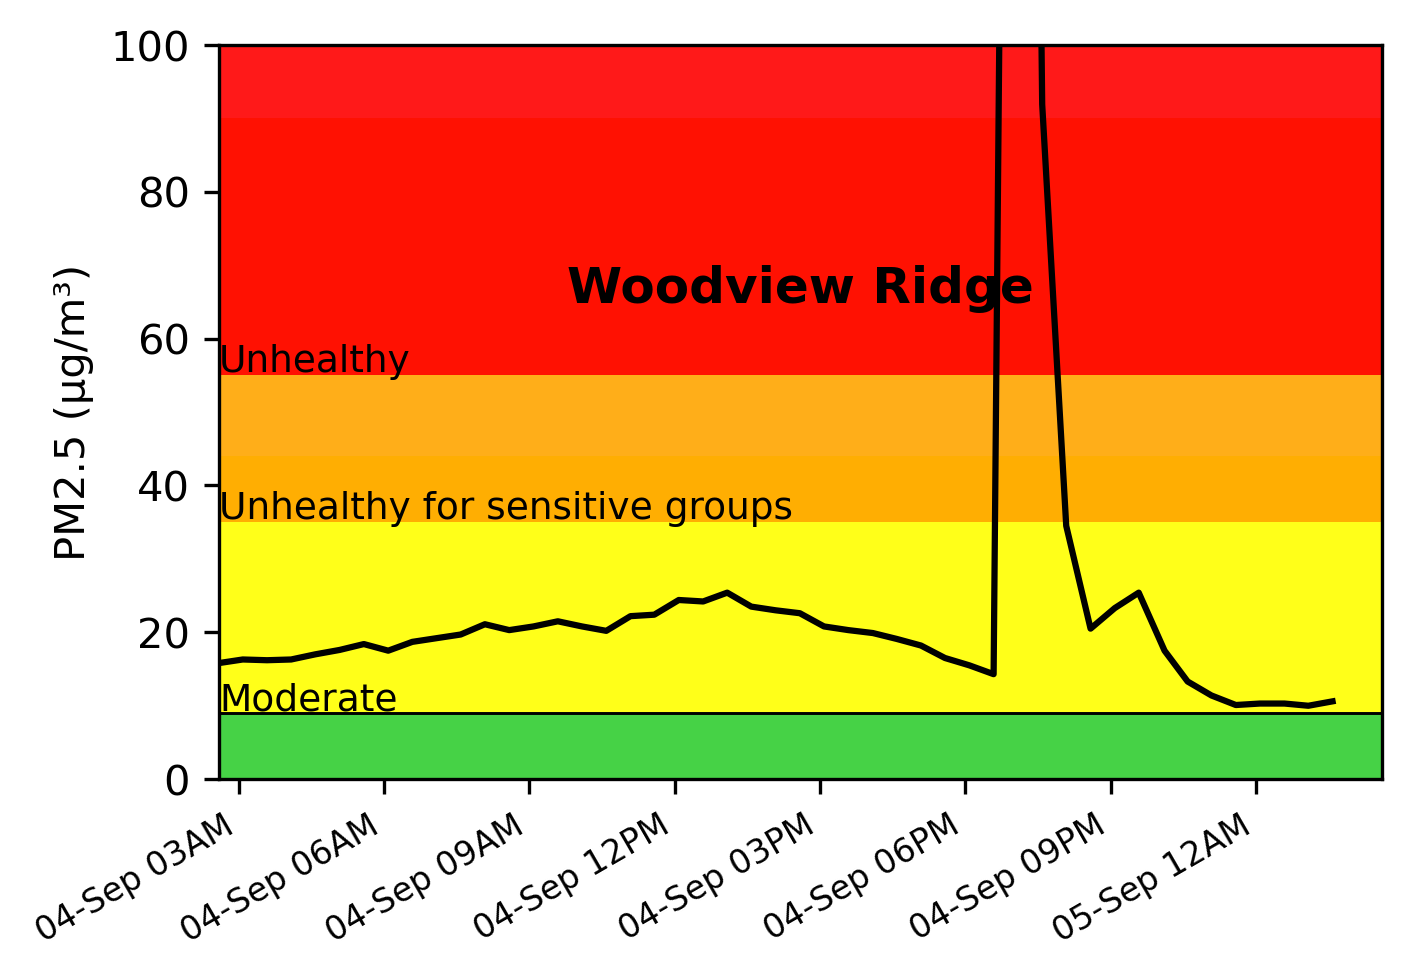 100
80
60
40
20
0
PM2.5 (µg/m³)
Woodview Ridge
Unhealthy
Unhealthy for sensitive groups
Moderate
04-Sep 03AM
04-Sep 06AM
04-Sep 09AM
04-Sep 12PM
04-Sep 03PM
04-Sep 06PM
04-Sep 09PM
05-Sep 12AM